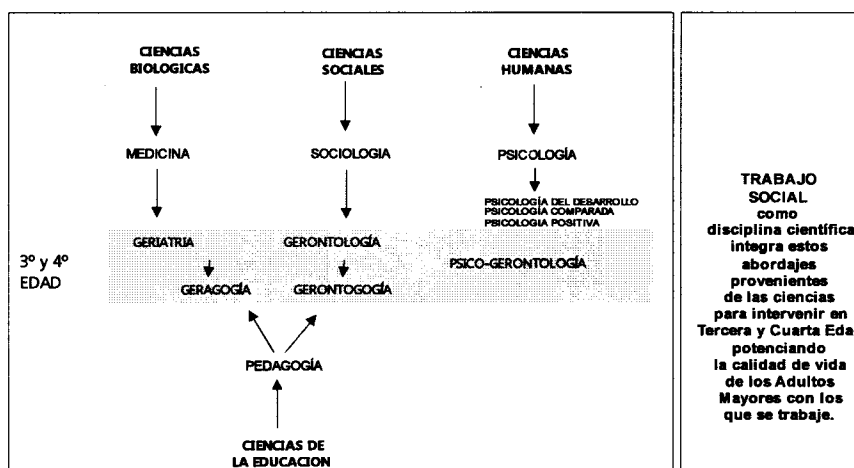 CIENCIAS
BIOLOGICAS
CIENCIAS
SOCIALES
CIENCIAS
HUMANAS
MEDICINA
SOCIOLOGIA
PSICOLOGÍA
PSICOLOGÍA DEL DESARROLLO
PSICOLOGÍA COMPARADA
PSICOLOGIA POSITIVA
3º y 4º
EDAD
GERIATRIA
GERONTOLOGÍA
PSICO-GERONTOLOGÍA
GERAGOGÍA
GERONTOGOGÍA
PEDAGOGÍA
CIENCIAS DE
LA EDUCACION
TRABAJO
SOCIAL
como
disciplina científica
integra estos
abordajes
provenientes
de las ciencias
para intervenir en
Tercera y Cuarta Eda
potenciando
la calidad de vida
de los Adultos
Mayores con los
que se trabaje.